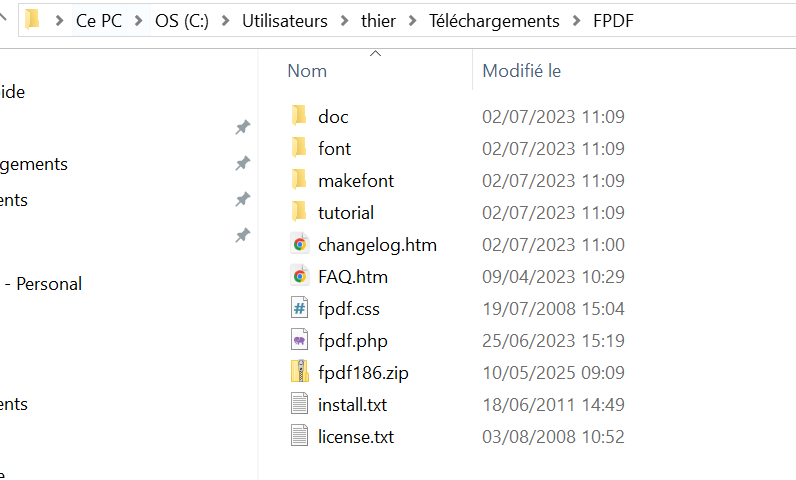 Ce PC > OS (C:) > Utilisateurs > thier > Téléchargements > FPDF
Nom Modifié le
ide
gements
ents
- Personal
ents
e
doc 02/07/2023 11:09
font 02/07/2023 11:09
makefont 02/07/2023 11:09
tutorial 02/07/2023 11:09
changelog.htm 02/07/2023 11:00
FAQ.htm 09/04/2023 10:29
fpdf.css 19/07/2008 15:04
fpdf.php 25/06/2023 15:19
fpdf186.zip 10/05/2025 09:09
install.txt 18/06/2011 14:49
license.txt 03/08/2008 10:52